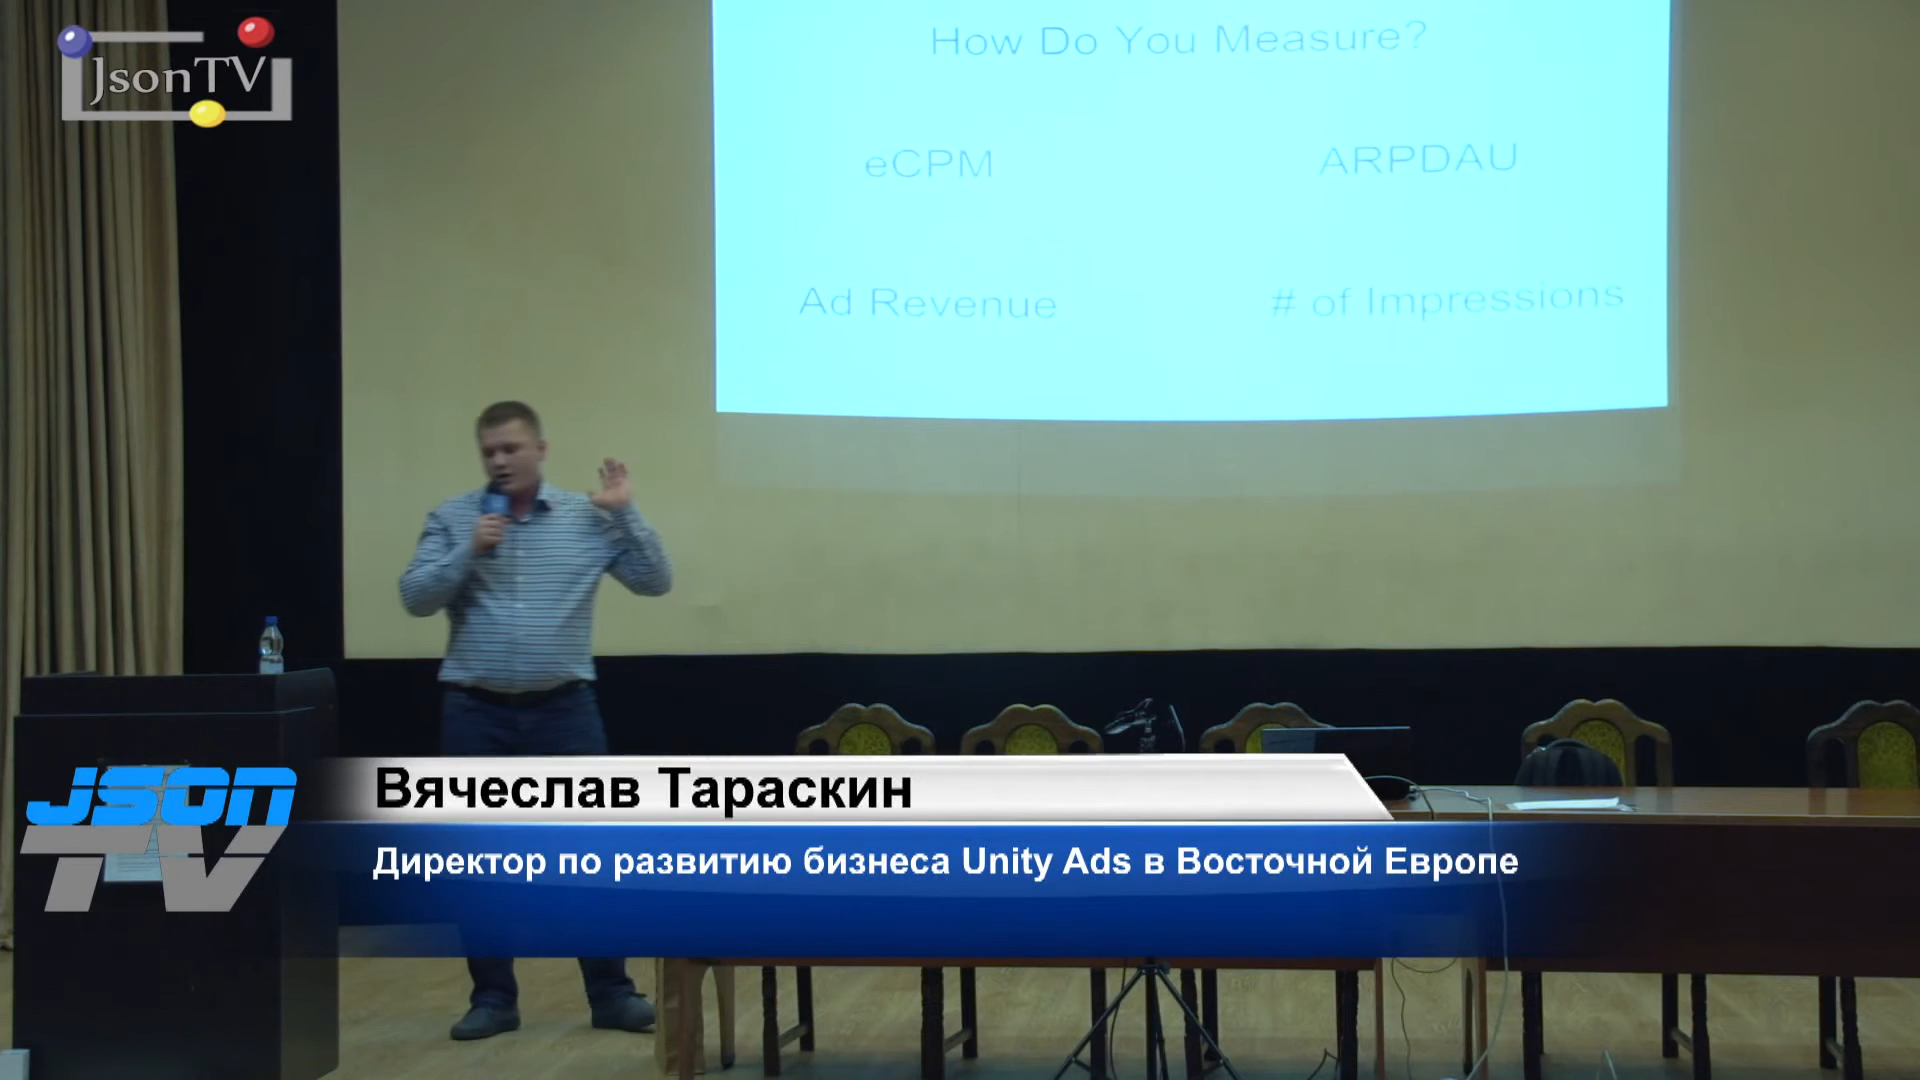 JsonTV
How Do You Measure?
eCPM
ARPDAU
Ad Revenue
# of Impressions
Вячеслав Тараскин
JSON
TV
Директор по развитию бизнеса Unity Ads в Восточной Европе